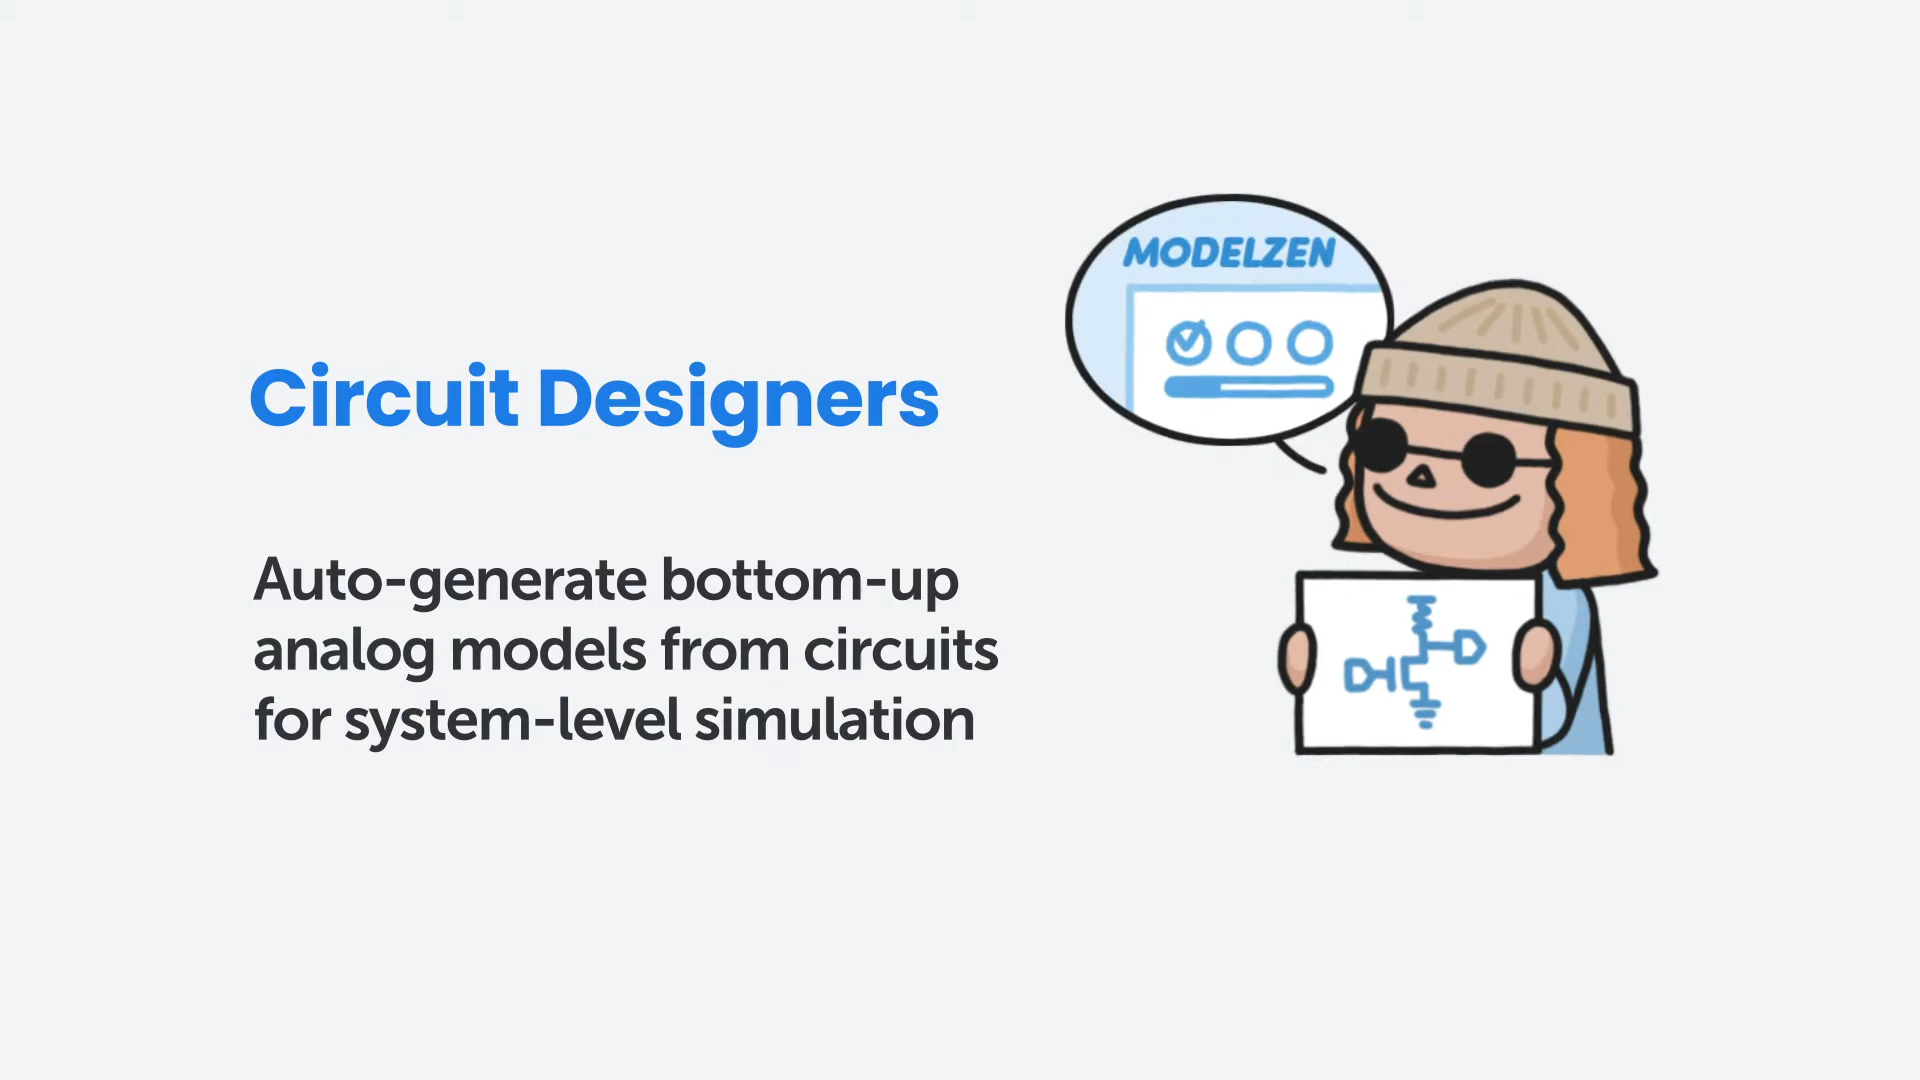 Circuit Designers
Auto-generate bottom-up
analog models from circuits
for system-level simulation
MODELZEN